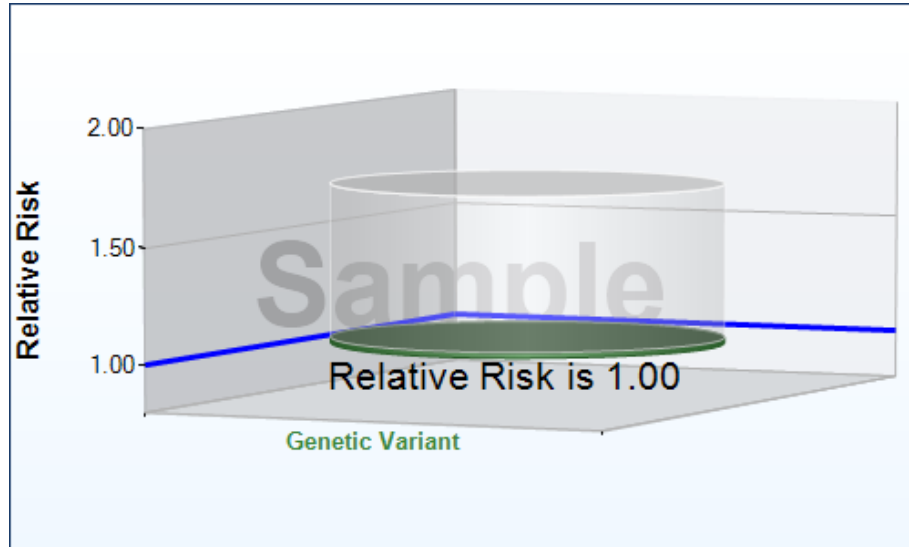 2.00
1.50
1.00
Relative Risk
Sample
Relative Risk is 1.00
Genetic Variant